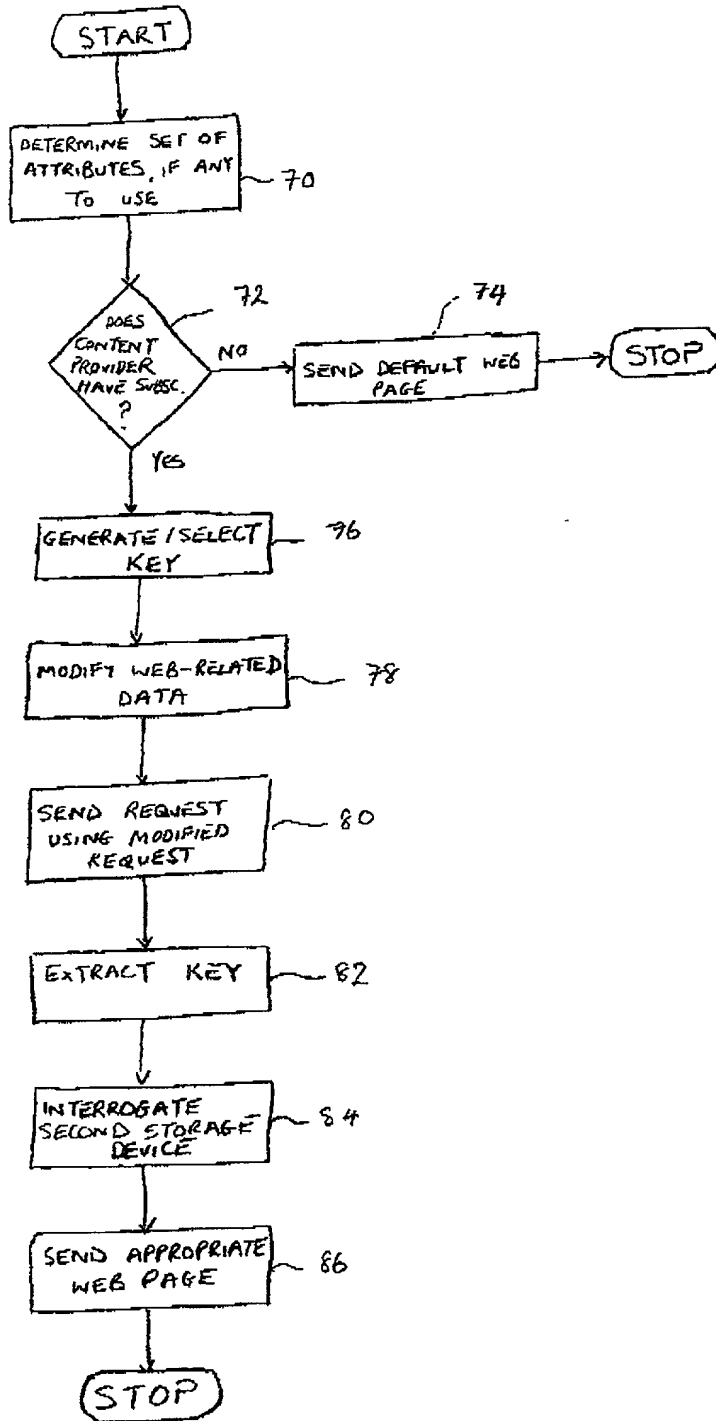 START
DETERMINE SET OF
ATTRIBUTES, IF ANY
TO USE
70
DOES
CONTENT
PROVIDER
HAVE SUBSC.
?
72
NO
74
SEND DEFAULT WEB
PAGE
STOP
YES
GENERATE/SELECT
KEY
76
MODIFY WEB-RELATED
DATA
78
SEND REQUEST
USING MODIFIED
REQUEST
80
EXTRACT KEY
82
INTERROGATE
SECOND STORAGE
DEVICE
84
SEND APPROPRIATE
WEB PAGE
86
STOP